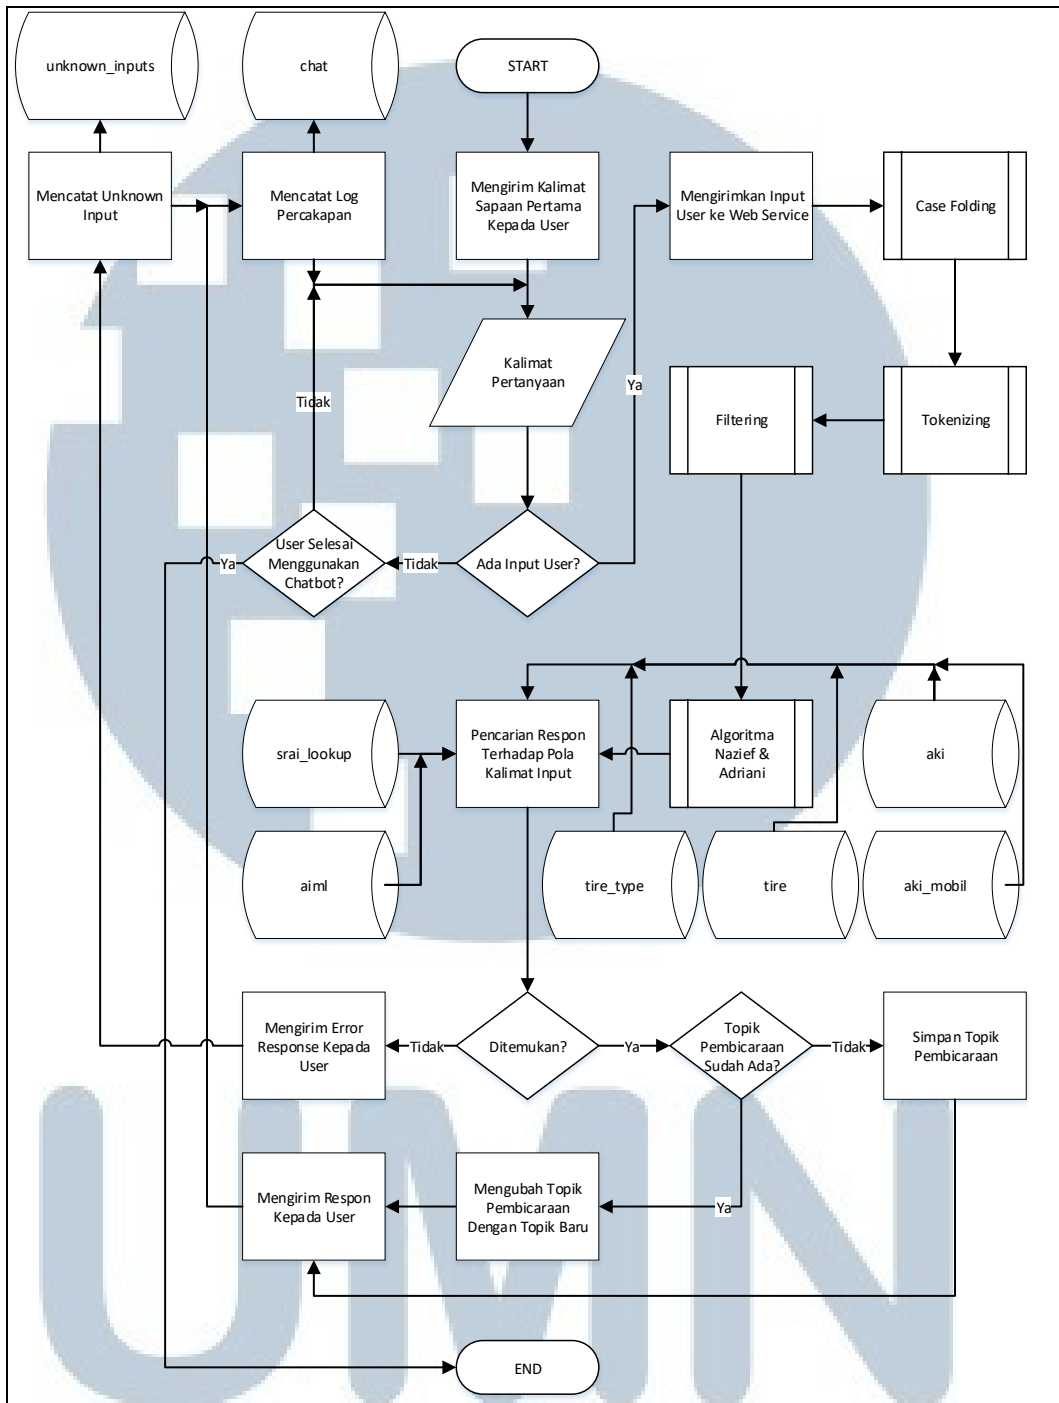 unknown_inputs
chat
START
Mencatat Unknown
Input
Mencatat Log
Percakapan
Mengirim Kalimat
Sapaan Pertama
Kepada User
Mengirimkan Input
User ke Web Service
Case Folding
Kalimat
Pertanyaan
Ya
Tidak
Filtering
Tokenizing
User Selesai
Menggunakan
Chatbot?
Ya
Tidak
Ada Input User?
srai_lookup
Pencarian Respon
Terhadap Pola
Kalimat Input
Algoritma
Nazief &
Adriani
aki
aiml
tire_type
tire
aki_mobil
Mengirim Error
Response Kepada
User
Tidak
Ditemukan?
Ya
Topik
Pembicaraan
Sudah Ada?
Tidak
Simpan Topik
Pembicaraan
Mengirim Respon
Kepada User
Mengubah Topik
Pembicaraan
Dengan Topik Baru
Ya
END
UMN